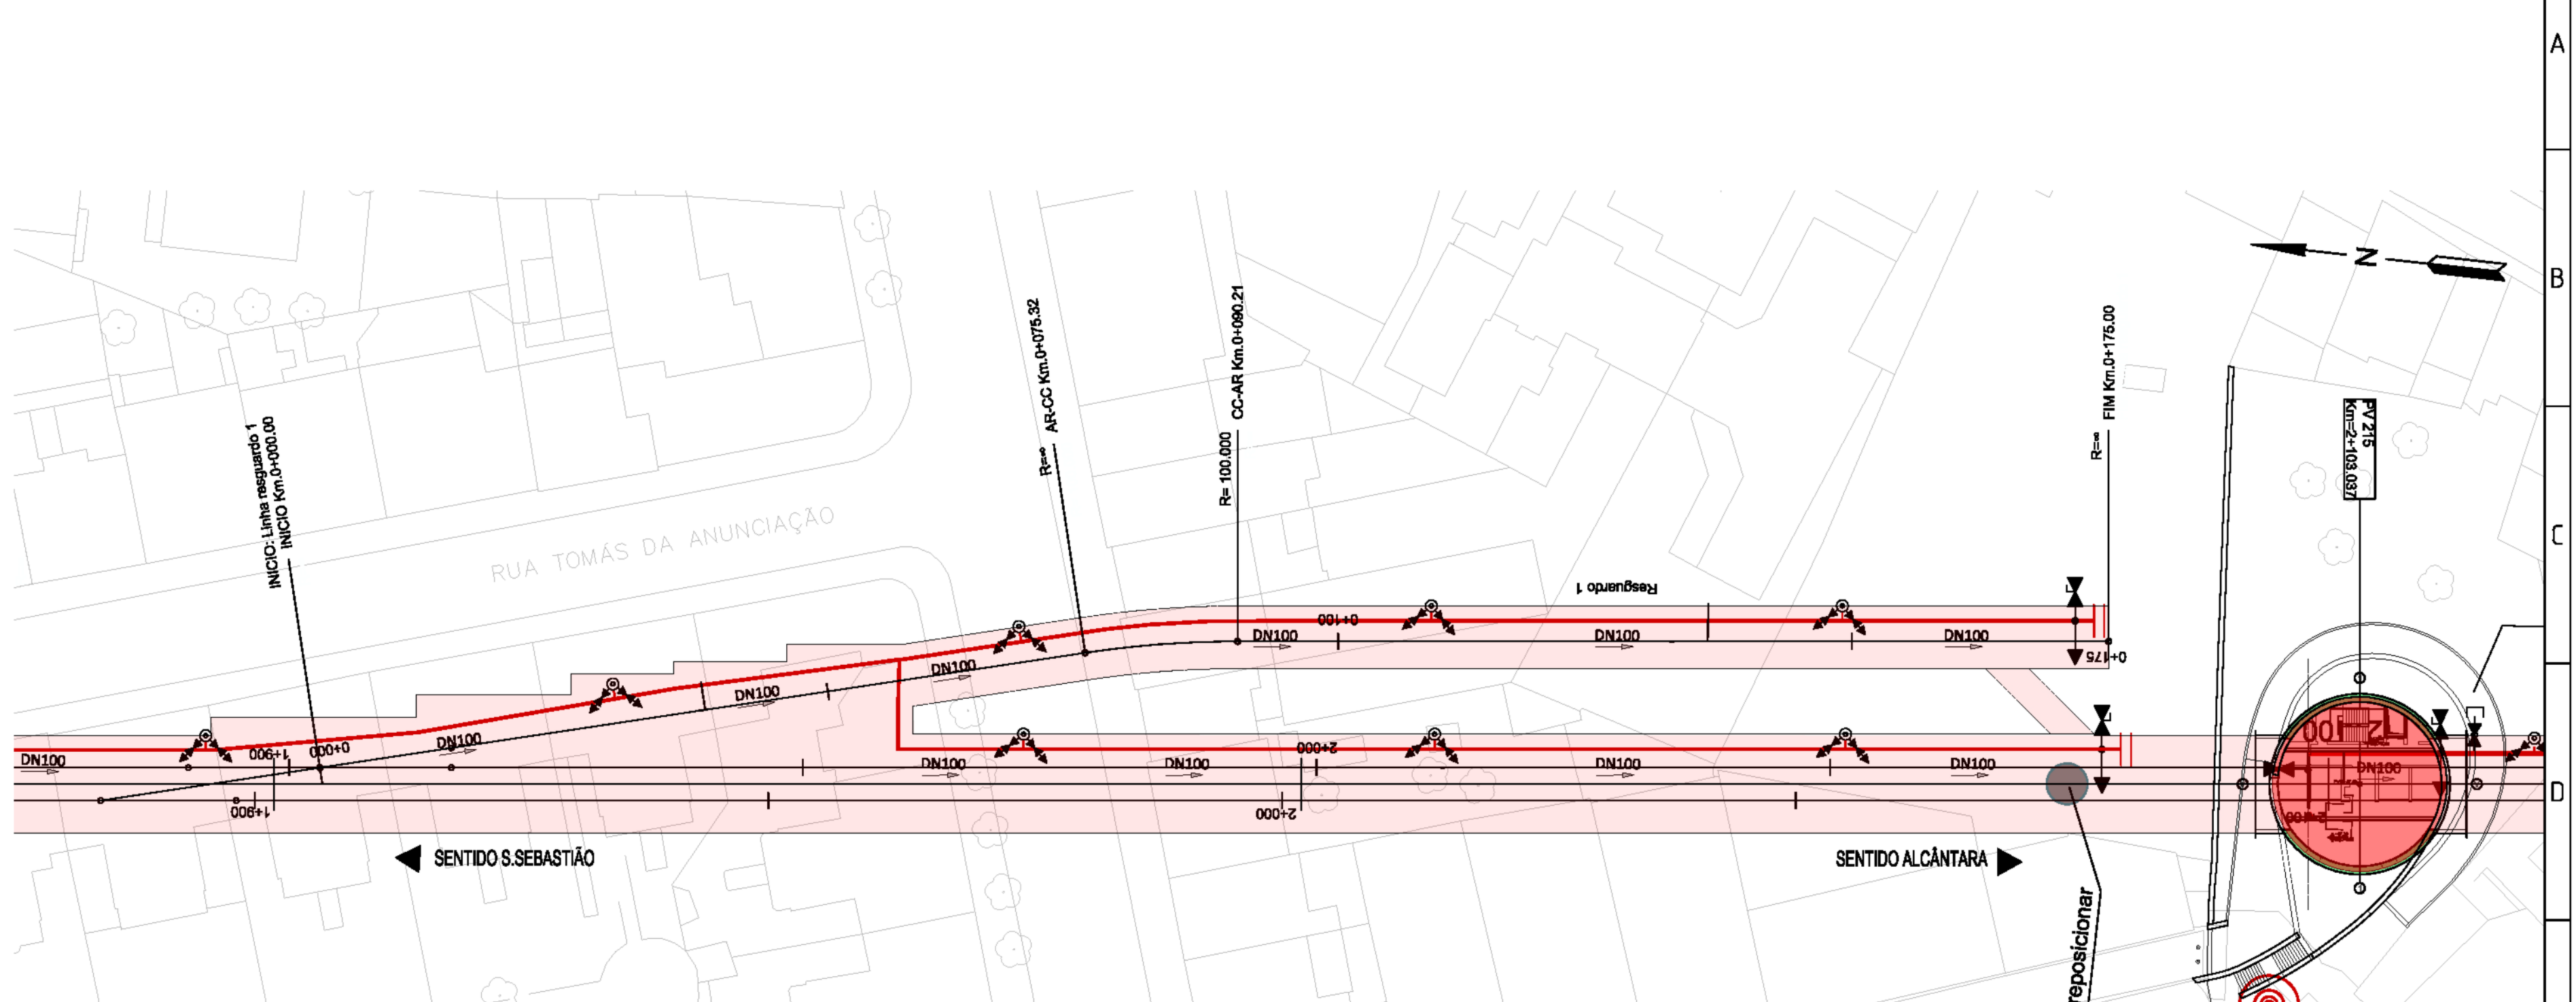 A
B
C
D
N
INICIO: Linha resguardo 1
INICIO Km.0+000.00
R=∞ AR-CC Km.0+075.32
R= 100.000 CC-AR Km.0+090.21
R=∞ FIM Km.0+175.00
PV 215
Km=2+103.037
RUA TOMÁS DA ANUNCIAÇÃO
Resguardo 1
0+100
DN100
DN100
DN100
0+175
DN100
DN100
DN100
1+900
0+000
2+000
DN100
DN100
DN100
DN100
DN100
DN100
1+900
2+000
2+100
SENTIDO S.SEBASTIÃO
SENTIDO ALCÂNTARA
reposicionar